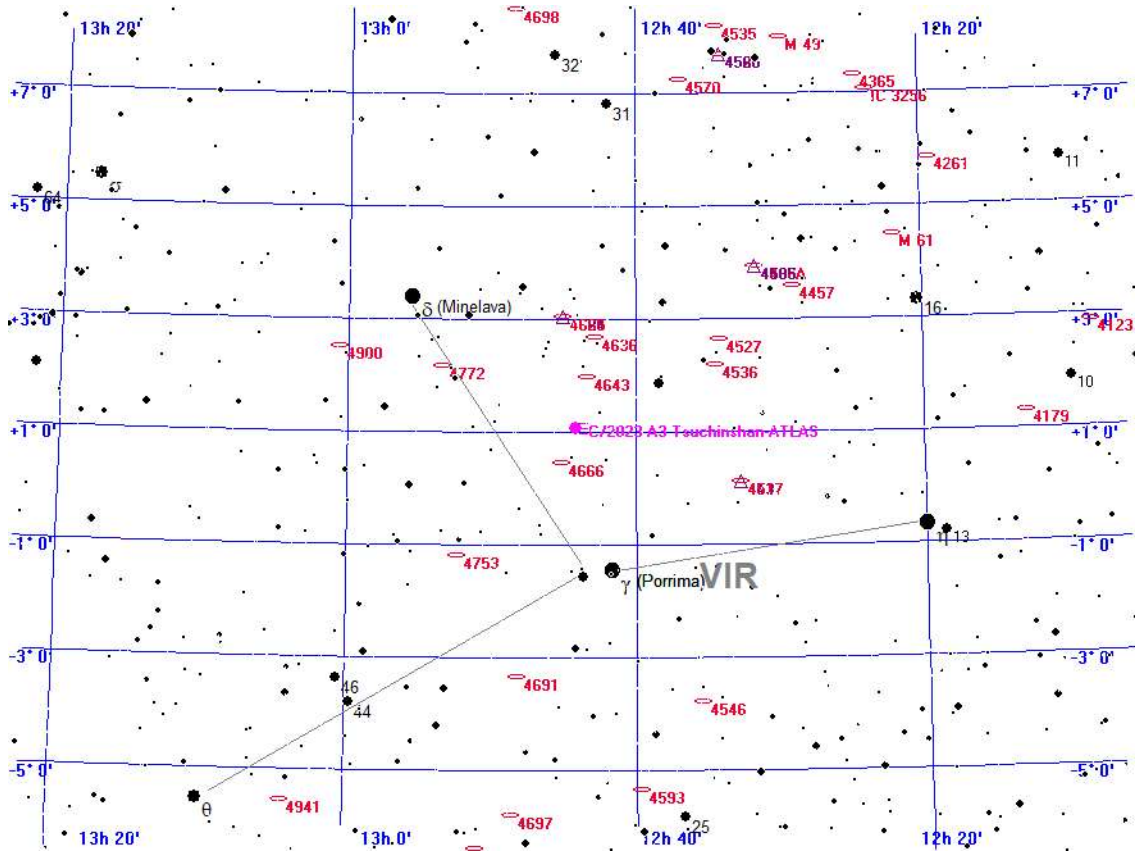 13h 20'
13h 0'
4698
12h 40'
4535
M 49
12h 20'
32
4365
IC 3256
+7° 0'
4570
+7° 0'
31
4261
11
σ
64
+5° 0'
+5° 0'
M 61
4457
δ (Minelava)
16
+3° 0'
+3° 0'
4123
4636
4527
4900
4772
4643
4536
10
4179
+1° 0'
C/2023 A3 Tsuchinshan-ATLAS
+1° 0'
4666
η
13
-1° 0'
-1° 0'
4753
γ (Porrima)
VIR
-3° 0'
-3° 0'
46
4691
44
4546
-5° 0'
-5° 0'
θ
4941
4593
4697
25
13h 20'
13h 0'
12h 40'
12h 20'